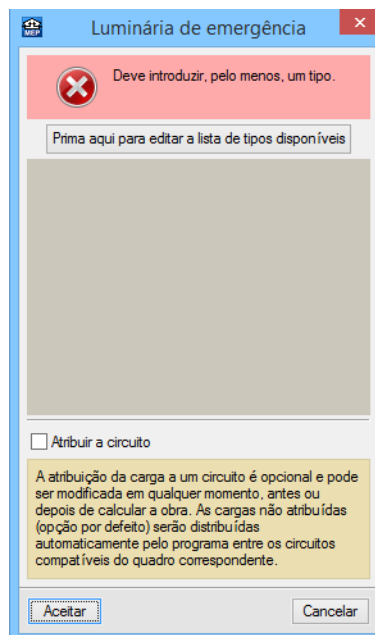 MEP
Luminária de emergência
Deve introduzir, pelo menos, um tipo.
Prima aqui para editar a lista de tipos disponíveis
Atribuir a circuito
A atribuição da carga a um circuito é opcional e pode
ser modificada em qualquer momento, antes ou
depois de calcular a obra. As cargas não atribuídas
(opção por defeito) serão distribuídas
automaticamente pelo programa entre os circuitos
compatíveis do quadro correspondente.
Aceitar
Cancelar